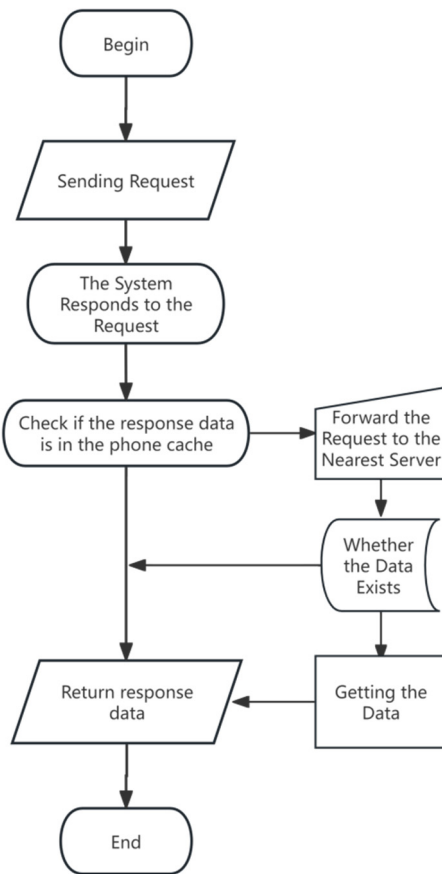 Begin
Sending Request
The System
Responds to the
Request
Check if the response data
is in the phone cache
Forward the
Request to the
Nearest Server
Whether
the Data
Exists
Getting the
Data
Return response
data
End